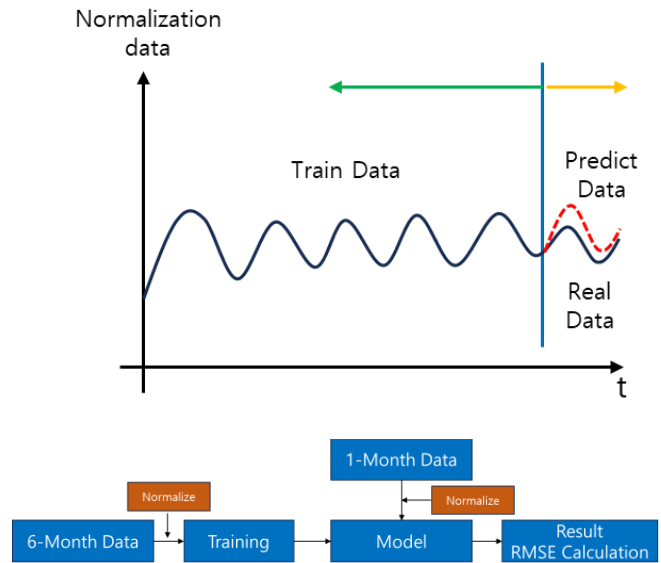 Normalization
data
Train Data
Predict
Data
Real
Data
t
1-Month Data
Normalize
Normalize
6-Month Data
Training
Model
Result
RMSE Calculation